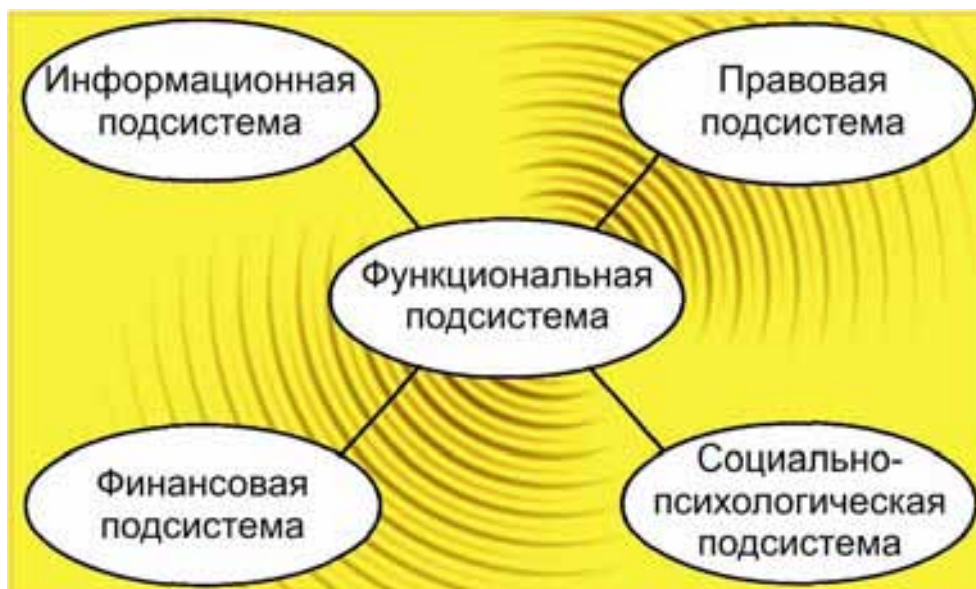 Информационная
подсистема
Правовая
подсистема
Функциональная
подсистема
Финансовая
подсистема
Социально-
психологическая
подсистема